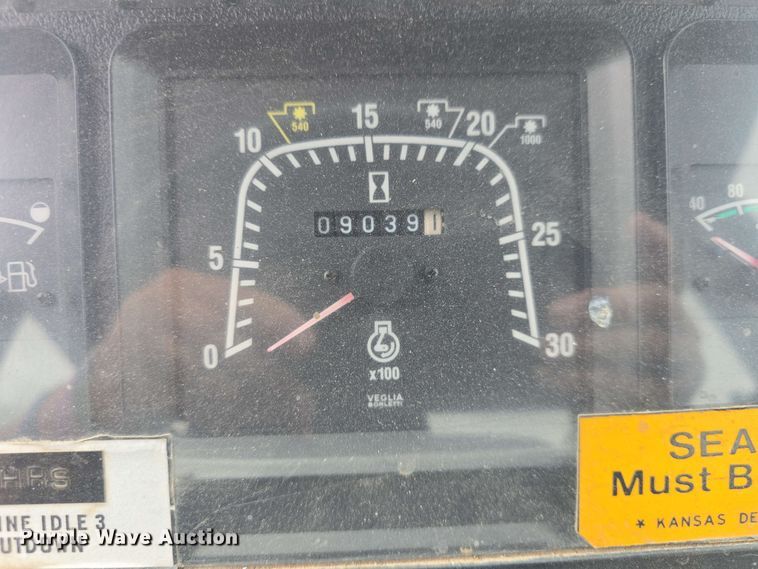 540
540
1000
0
5
10
15
20
25
30
09039
x100
VEGLIA
BORLETTI
40
80
HRS
INE IDLE 3
UTDOWN
SEA
Must B
★ KANSAS DE
Purple Wave Auction